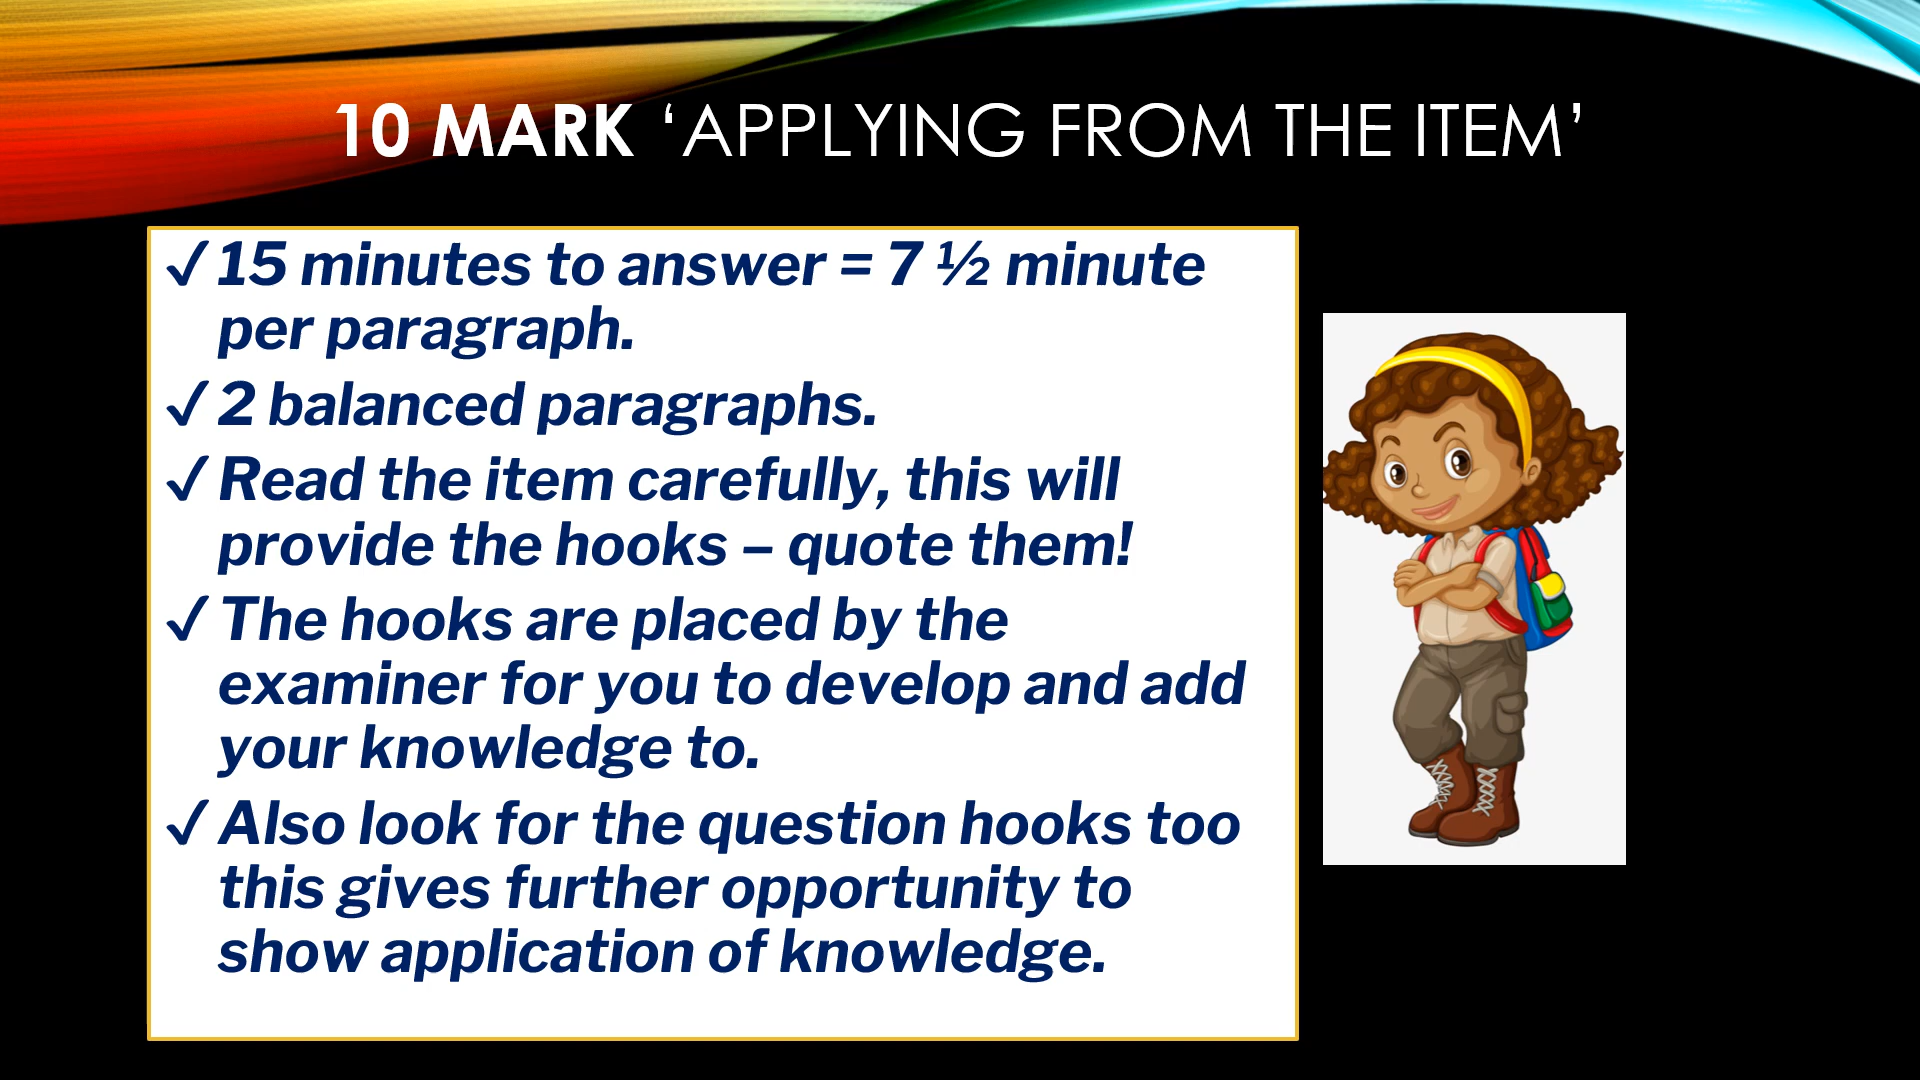 10 MARK ‘APPLYING FROM THE ITEM’
✓ 15 minutes to answer = 7 ½ minute
per paragraph.
✓ 2 balanced paragraphs.
✓ Read the item carefully, this will
provide the hooks – quote them!
✓ The hooks are placed by the
examiner for you to develop and add
your knowledge to.
✓ Also look for the question hooks too
this gives further opportunity to
show application of knowledge.